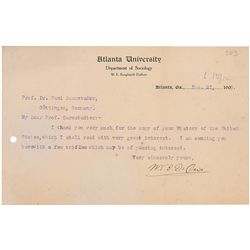 Atlanta University
Department of Sociology
W. E. Burghardt DuBois
Atlanta, Ga.,
Prof. Dr. Paul Darmstadter,
Göttingen, Germany.
My Dear Prof. Darmstadter:
I thank you very much for the copy of your History of the United
States, which I shall read with very great interest. I am sending you
herewith a few trifles which may be of passing interest.
Very sincerely yours,
W. E. B. Du Bois